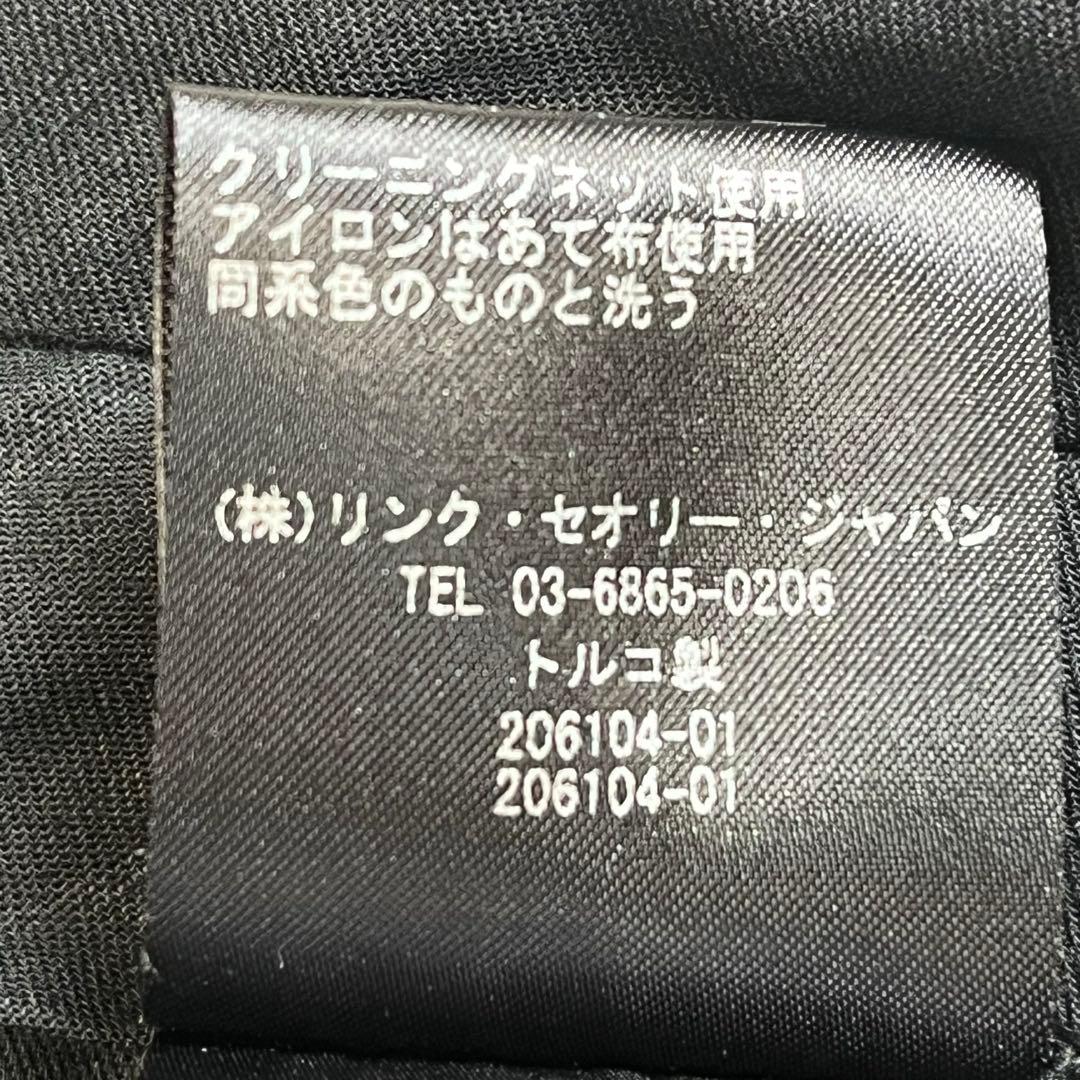 クリーニングネット使用
アイロンはあて布使用
同系色のものと洗う
(株)リンク・セオリー・ジャパン
TEL 03-6865-0206
トルコ製
206104-01
206104-01